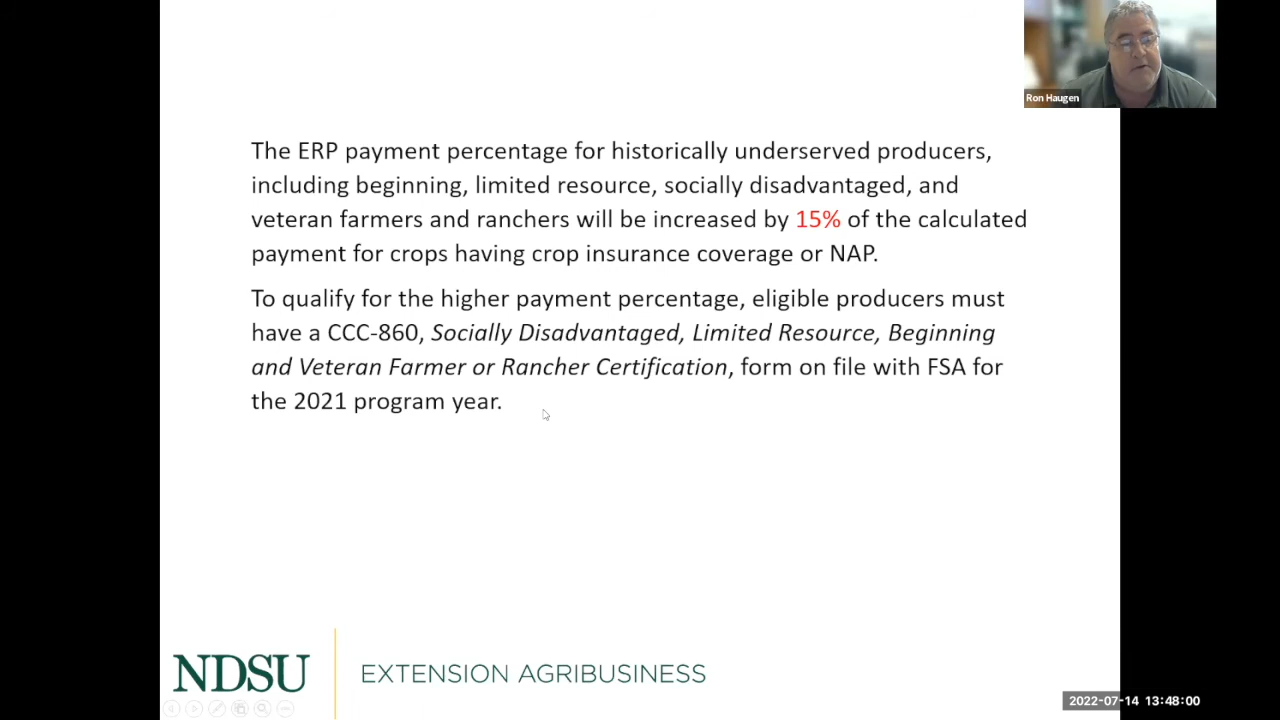 Ron Haugen
The ERP payment percentage for historically underserved producers,
including beginning, limited resource, socially disadvantaged, and
veteran farmers and ranchers will be increased by 15% of the calculated
payment for crops having crop insurance coverage or NAP.
To qualify for the higher payment percentage, eligible producers must
have a CCC-860, Socially Disadvantaged, Limited Resource, Beginning
and Veteran Farmer or Rancher Certification, form on file with FSA for
the 2021 program year.
NDSU EXTENSION AGRIBUSINESS
2022-07-14 13:48:00